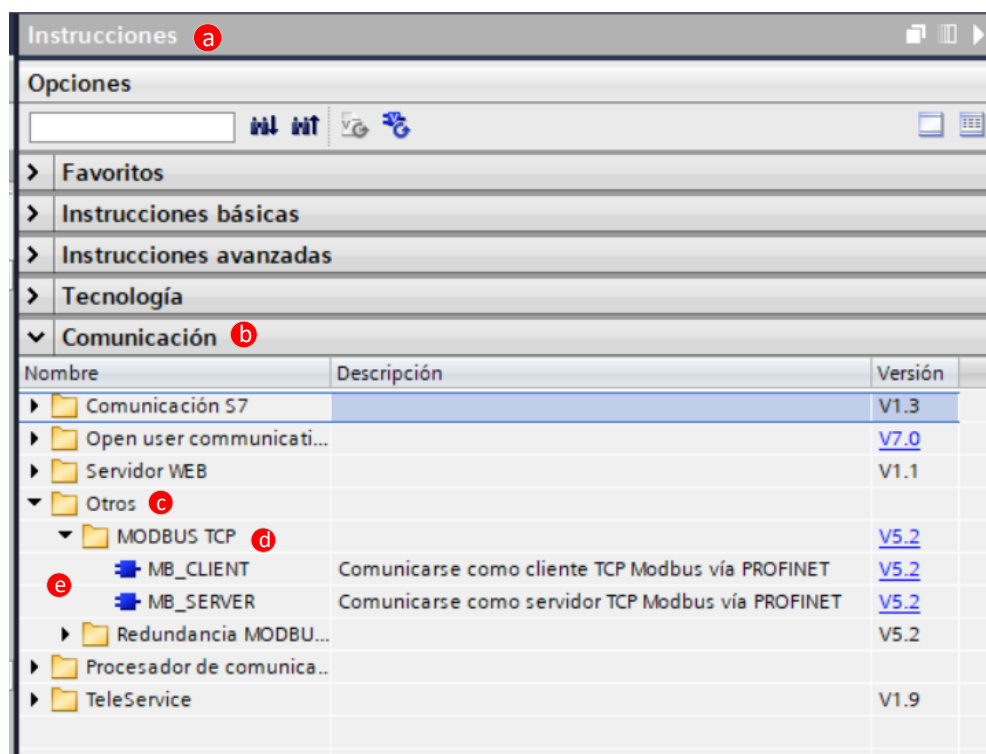 Instrucciones a
Opciones
Favoritos
Instrucciones básicas
Instrucciones avanzadas
Tecnología
Comunicación b
Nombre Descripción Versión
Comunicación S7 V1.3
Open user communicati... V7.0
Servidor WEB V1.1
Otros c
MODBUS TCP d V5.2
MB_CLIENT Comunicarse como cliente TCP Modbus vía PROFINET V5.2
e
MB_SERVER Comunicarse como servidor TCP Modbus vía PROFINET V5.2
Redundancia MODBU... V5.2
Procesador de comunica..
TeleService V1.9